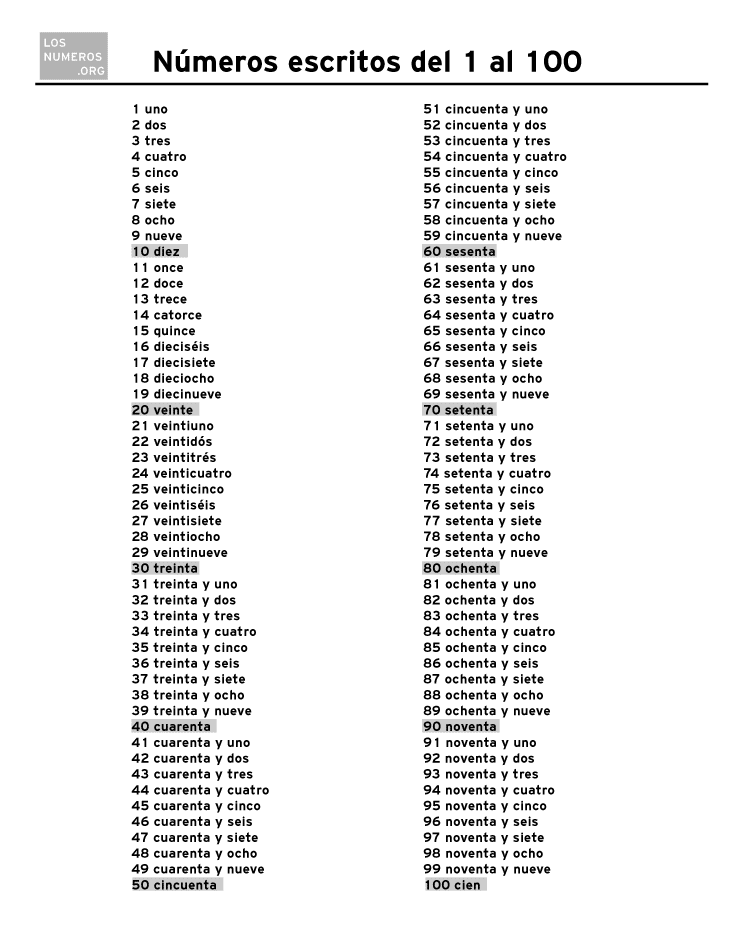 LOS
NUMEROS
.ORG
Números escritos del 1 al 100
1 uno
2 dos
3 tres
4 cuatro
5 cinco
6 seis
7 siete
8 ocho
9 nueve
10 diez
11 once
12 doce
13 trece
14 catorce
15 quince
16 dieciséis
17 diecisiete
18 dieciocho
19 diecinueve
20 veinte
21 veintiuno
22 veintidós
23 veintitrés
24 veinticuatro
25 veinticinco
26 veintiséis
27 veintisiete
28 veintiocho
29 veintinueve
30 treinta
31 treinta y uno
32 treinta y dos
33 treinta y tres
34 treinta y cuatro
35 treinta y cinco
36 treinta y seis
37 treinta y siete
38 treinta y ocho
39 treinta y nueve
40 cuarenta
41 cuarenta y uno
42 cuarenta y dos
43 cuarenta y tres
44 cuarenta y cuatro
45 cuarenta y cinco
46 cuarenta y seis
47 cuarenta y siete
48 cuarenta y ocho
49 cuarenta y nueve
50 cincuenta
51 cincuenta y uno
52 cincuenta y dos
53 cincuenta y tres
54 cincuenta y cuatro
55 cincuenta y cinco
56 cincuenta y seis
57 cincuenta y siete
58 cincuenta y ocho
59 cincuenta y nueve
60 sesenta
61 sesenta y uno
62 sesenta y dos
63 sesenta y tres
64 sesenta y cuatro
65 sesenta y cinco
66 sesenta y seis
67 sesenta y siete
68 sesenta y ocho
69 sesenta y nueve
70 setenta
71 setenta y uno
72 setenta y dos
73 setenta y tres
74 setenta y cuatro
75 setenta y cinco
76 setenta y seis
77 setenta y siete
78 setenta y ocho
79 setenta y nueve
80 ochenta
81 ochenta y uno
82 ochenta y dos
83 ochenta y tres
84 ochenta y cuatro
85 ochenta y cinco
86 ochenta y seis
87 ochenta y siete
88 ochenta y ocho
89 ochenta y nueve
90 noventa
91 noventa y uno
92 noventa y dos
93 noventa y tres
94 noventa y cuatro
95 noventa y cinco
96 noventa y seis
97 noventa y siete
98 noventa y ocho
99 noventa y nueve
100 cien